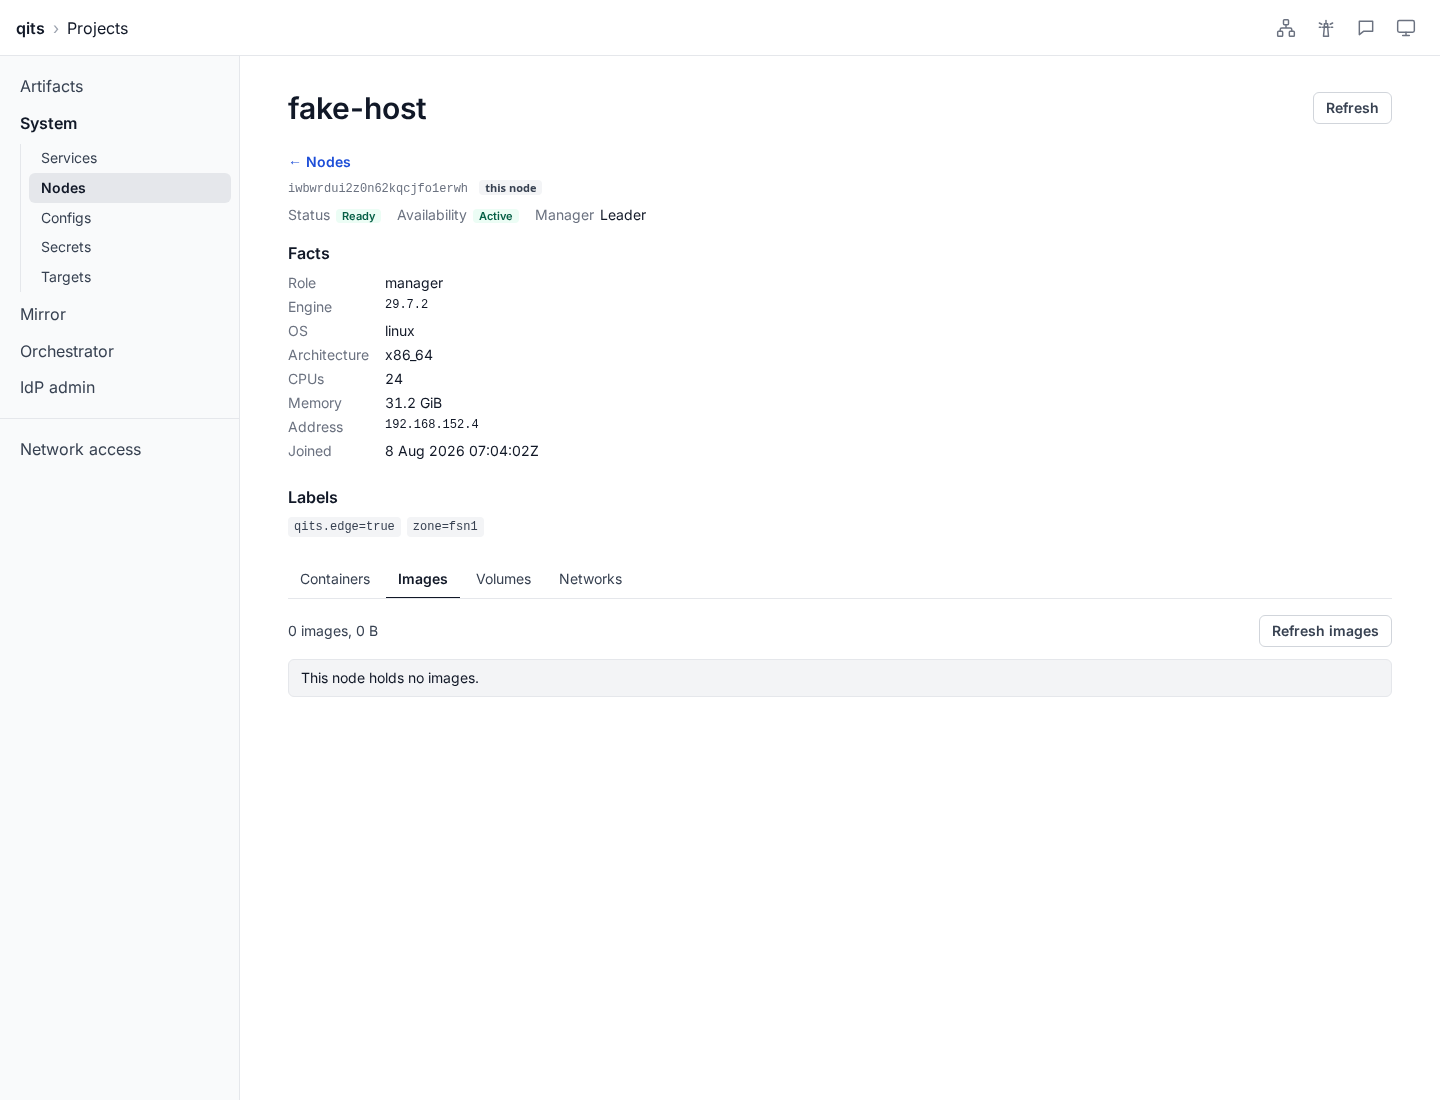 qits › Projects
Artifacts
System
Services
Nodes
Configs
Secrets
Targets
Mirror
Orchestrator
IdP admin
Network access
fake-host
Refresh
← Nodes
iwbwrdui2z0n62kqcjfo1erwh this node
Status Ready Availability Active Manager Leader
Facts
Role manager
Engine 29.7.2
OS linux
Architecture x86_64
CPUs 24
Memory 31.2 GiB
Address 192.168.152.4
Joined 8 Aug 2026 07:04:02Z
Labels
qits.edge=true zone=fsn1
Containers Images Volumes Networks
0 images, 0 B
Refresh images
This node holds no images.